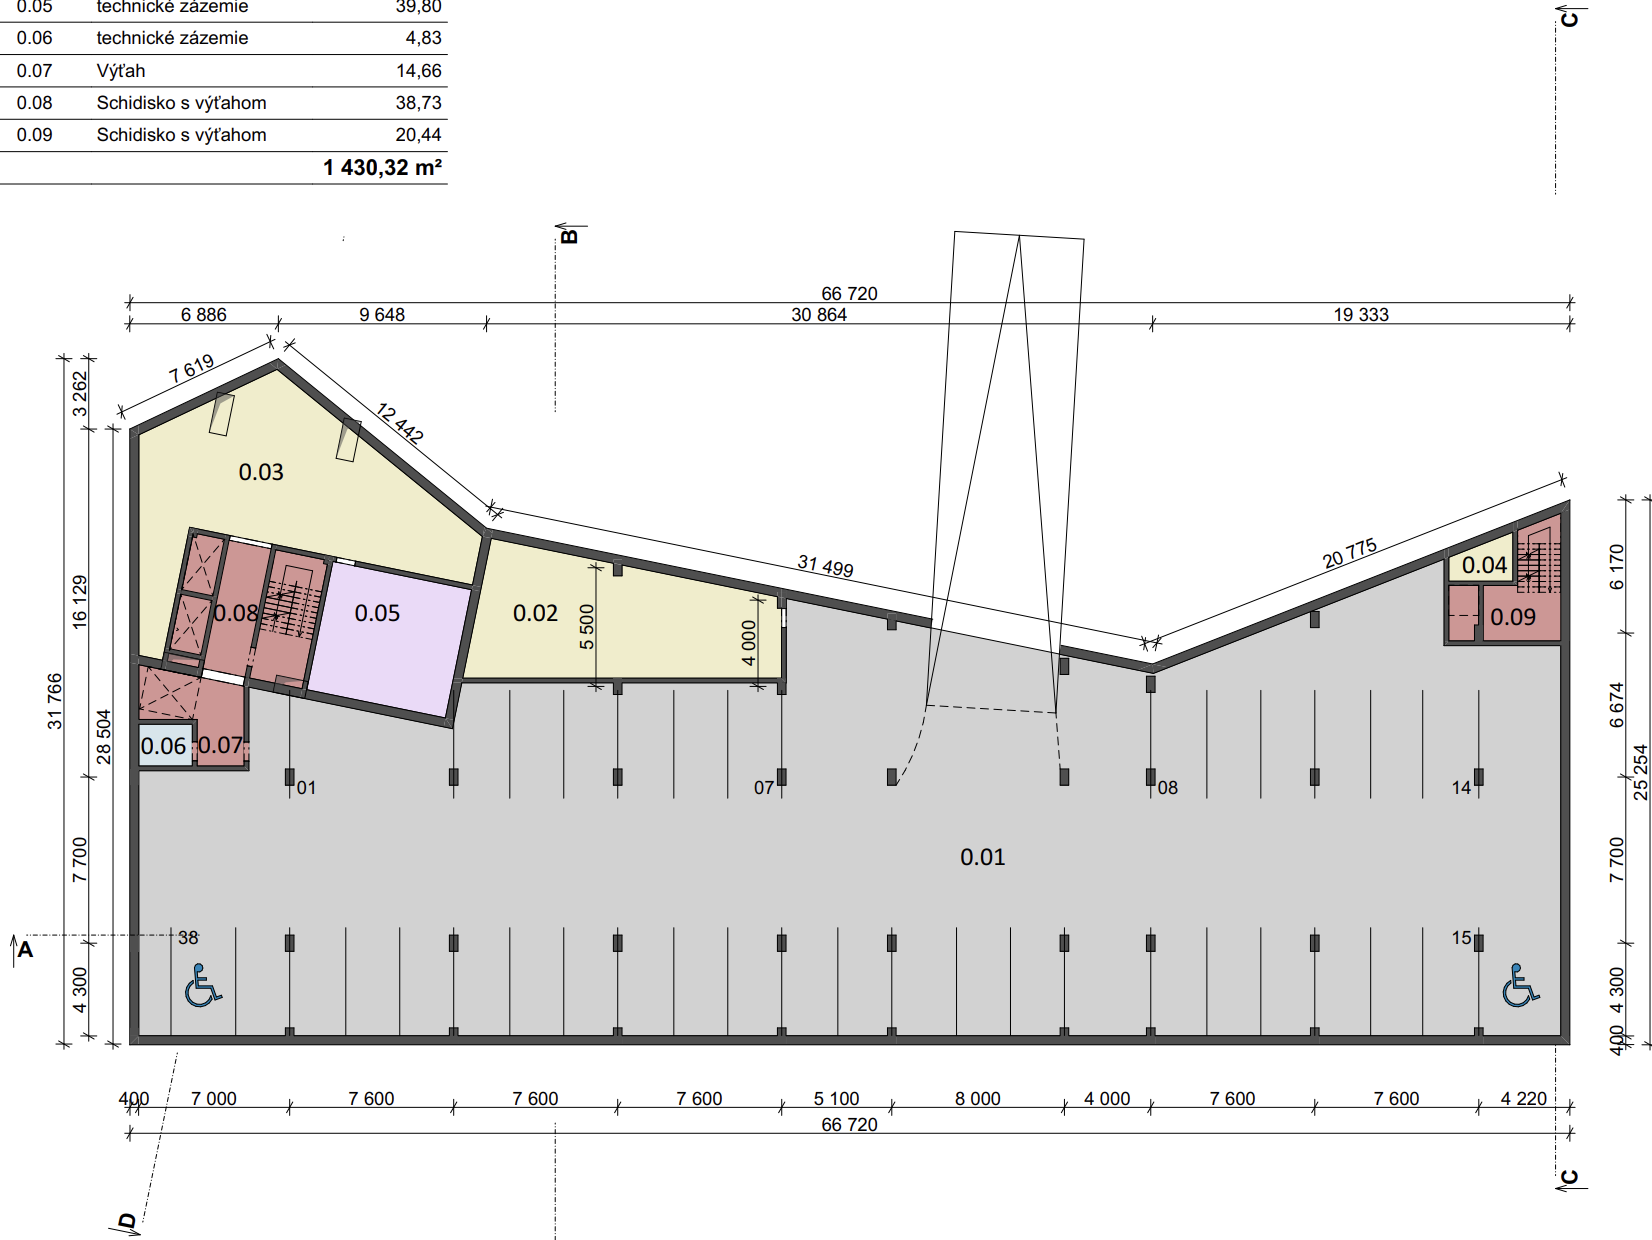 0.05 technické zázemie 39,80
0.06 technické zázemie 4,83
0.07 Výťah 14,66
0.08 Schidisko s výťahom 38,73
0.09 Schidisko s výťahom 20,44
1 430,32 m²
C
B
66 720
6 886 9 648 30 864 19 333
7 619
12 442
31 499
20 775
3 262
16 129
31 766
28 504
7 700
4 300
6 170
6 674
25 254
7 700
4 300
400
0.03
0.08
0.05
0.02
5 500
4 000
0.04
0.09
0.06
0.07
01
07
08
14
0.01
38
15
A
400 7 000 7 600 7 600 7 600 5 100 8 000 4 000 7 600 7 600 4 220
66 720
C
D